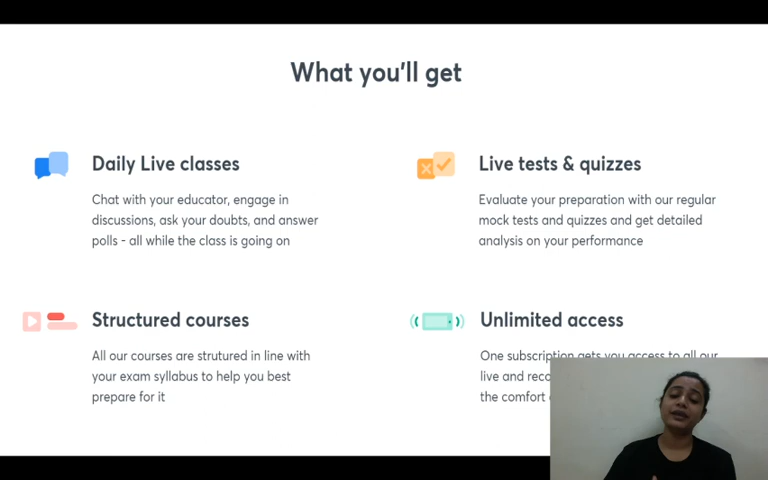 What you'll get
Daily Live classes
Chat with your educator, engage in
discussions, ask your doubts, and answer
polls - all while the class is going on
Live tests & quizzes
Evaluate your preparation with our regular
mock tests and quizzes and get detailed
analysis on your performance
Structured courses
All our courses are strutured in line with
your exam syllabus to help you best
prepare for it
Unlimited access
One subscription gets you access to all our
live and
the comfort